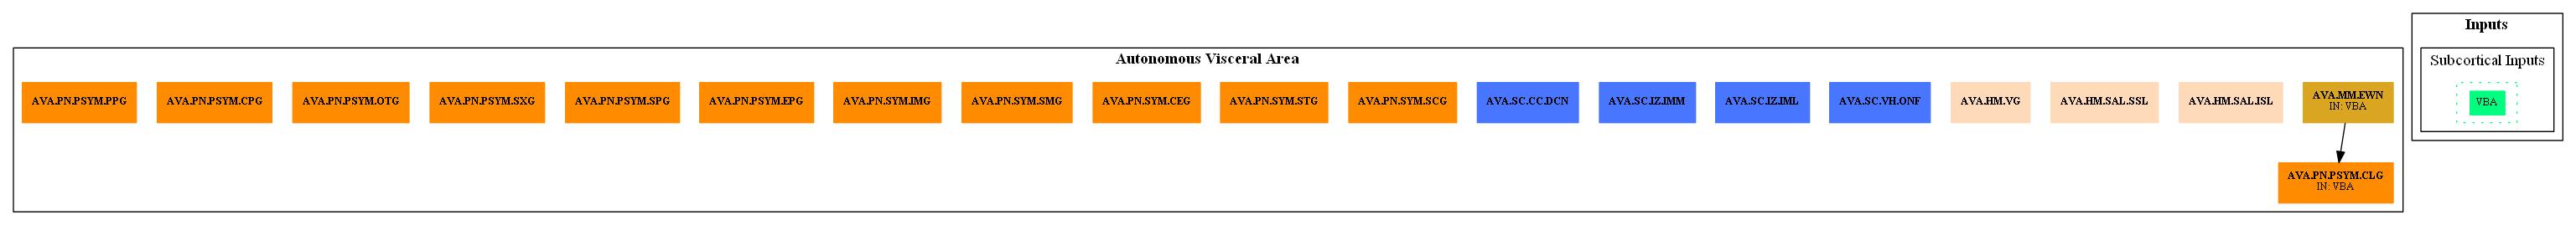 Inputs
Autonomous Visceral Area
Subcortical Inputs
AVA.PN.PSYM.PPG
AVA.PN.PSYM.CPG
AVA.PN.PSYM.OTG
AVA.PN.PSYM.SXG
AVA.PN.PSYM.SPG
AVA.PN.PSYM.EPG
AVA.PN.SYM.IMG
AVA.PN.SYM.SMG
AVA.PN.SYM.CEG
AVA.PN.SYM.STG
AVA.PN.SYM.SCG
AVA.SC.CC.DCN
AVA.SC.IZ.IMM
AVA.SC.IZ.IML
AVA.SC.VH.ONF
AVA.HM.VG
AVA.HM.SAL.SSL
AVA.HM.SAL.ISL
AVA.MM.EWN
IN: VBA
VBA
AVA.PN.PSYM.CLG
IN: VBA